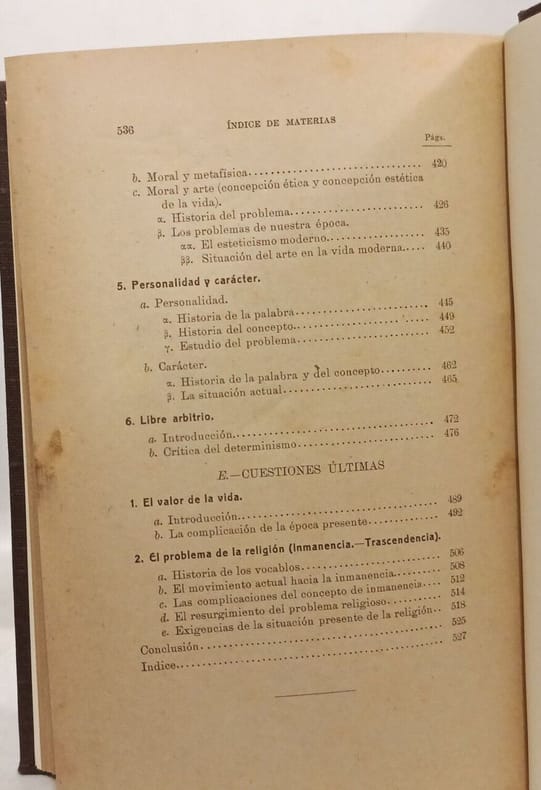 536
ÍNDICE DE MATERIAS
Págs.
b. Moral y metafísica........................ 420
c. Moral y arte (concepción ética y concepción estética
de la vida).
α. Historia del problema........................ 426
β. Los problemas de nuestra época.
αα. El esteticismo moderno........................ 435
ββ. Situación del arte en la vida moderna.... 440
5. Personalidad y carácter.
a. Personalidad.
α. Historia de la palabra........................ 445
β. Historia del concepto........................ 449
γ. Estudio del problema........................ 452
b. Carácter.
α. Historia de la palabra y del concepto.......... 462
β. La situación actual........................ 465
6. Libre arbitrio.
a. Introducción........................ 472
b. Crítica del determinismo........................ 476
E.—CUESTIONES ÚLTIMAS
1. El valor de la vida.
a. Introducción........................ 489
b. La complicación de la época presente.......... 492
2. El problema de la religión (Inmanencia.—Trascendencia).
a. Historia de los vocablos........................ 506
b. El movimiento actual hacia la inmanencia........ 508
c. Las complicaciones del concepto de inmanencia.... 512
d. El resurgimiento del problema religioso.......... 514
e. Exigencias de la situación presente de la religión.. 518
Conclusión........................ 525
Indice........................ 527